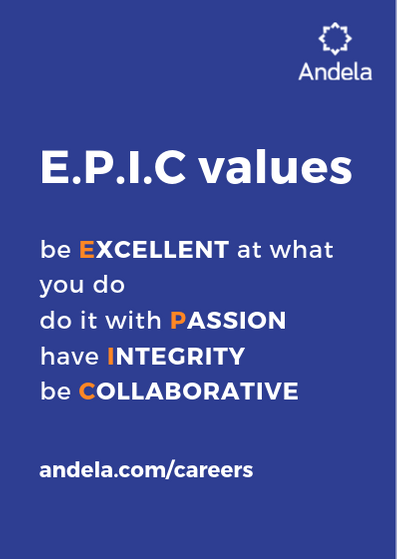 Andela
E.P.I.C values
be EXCELLENT at what
you do
do it with PASSION
have INTEGRITY
be COLLABORATIVE
andela.com/careers